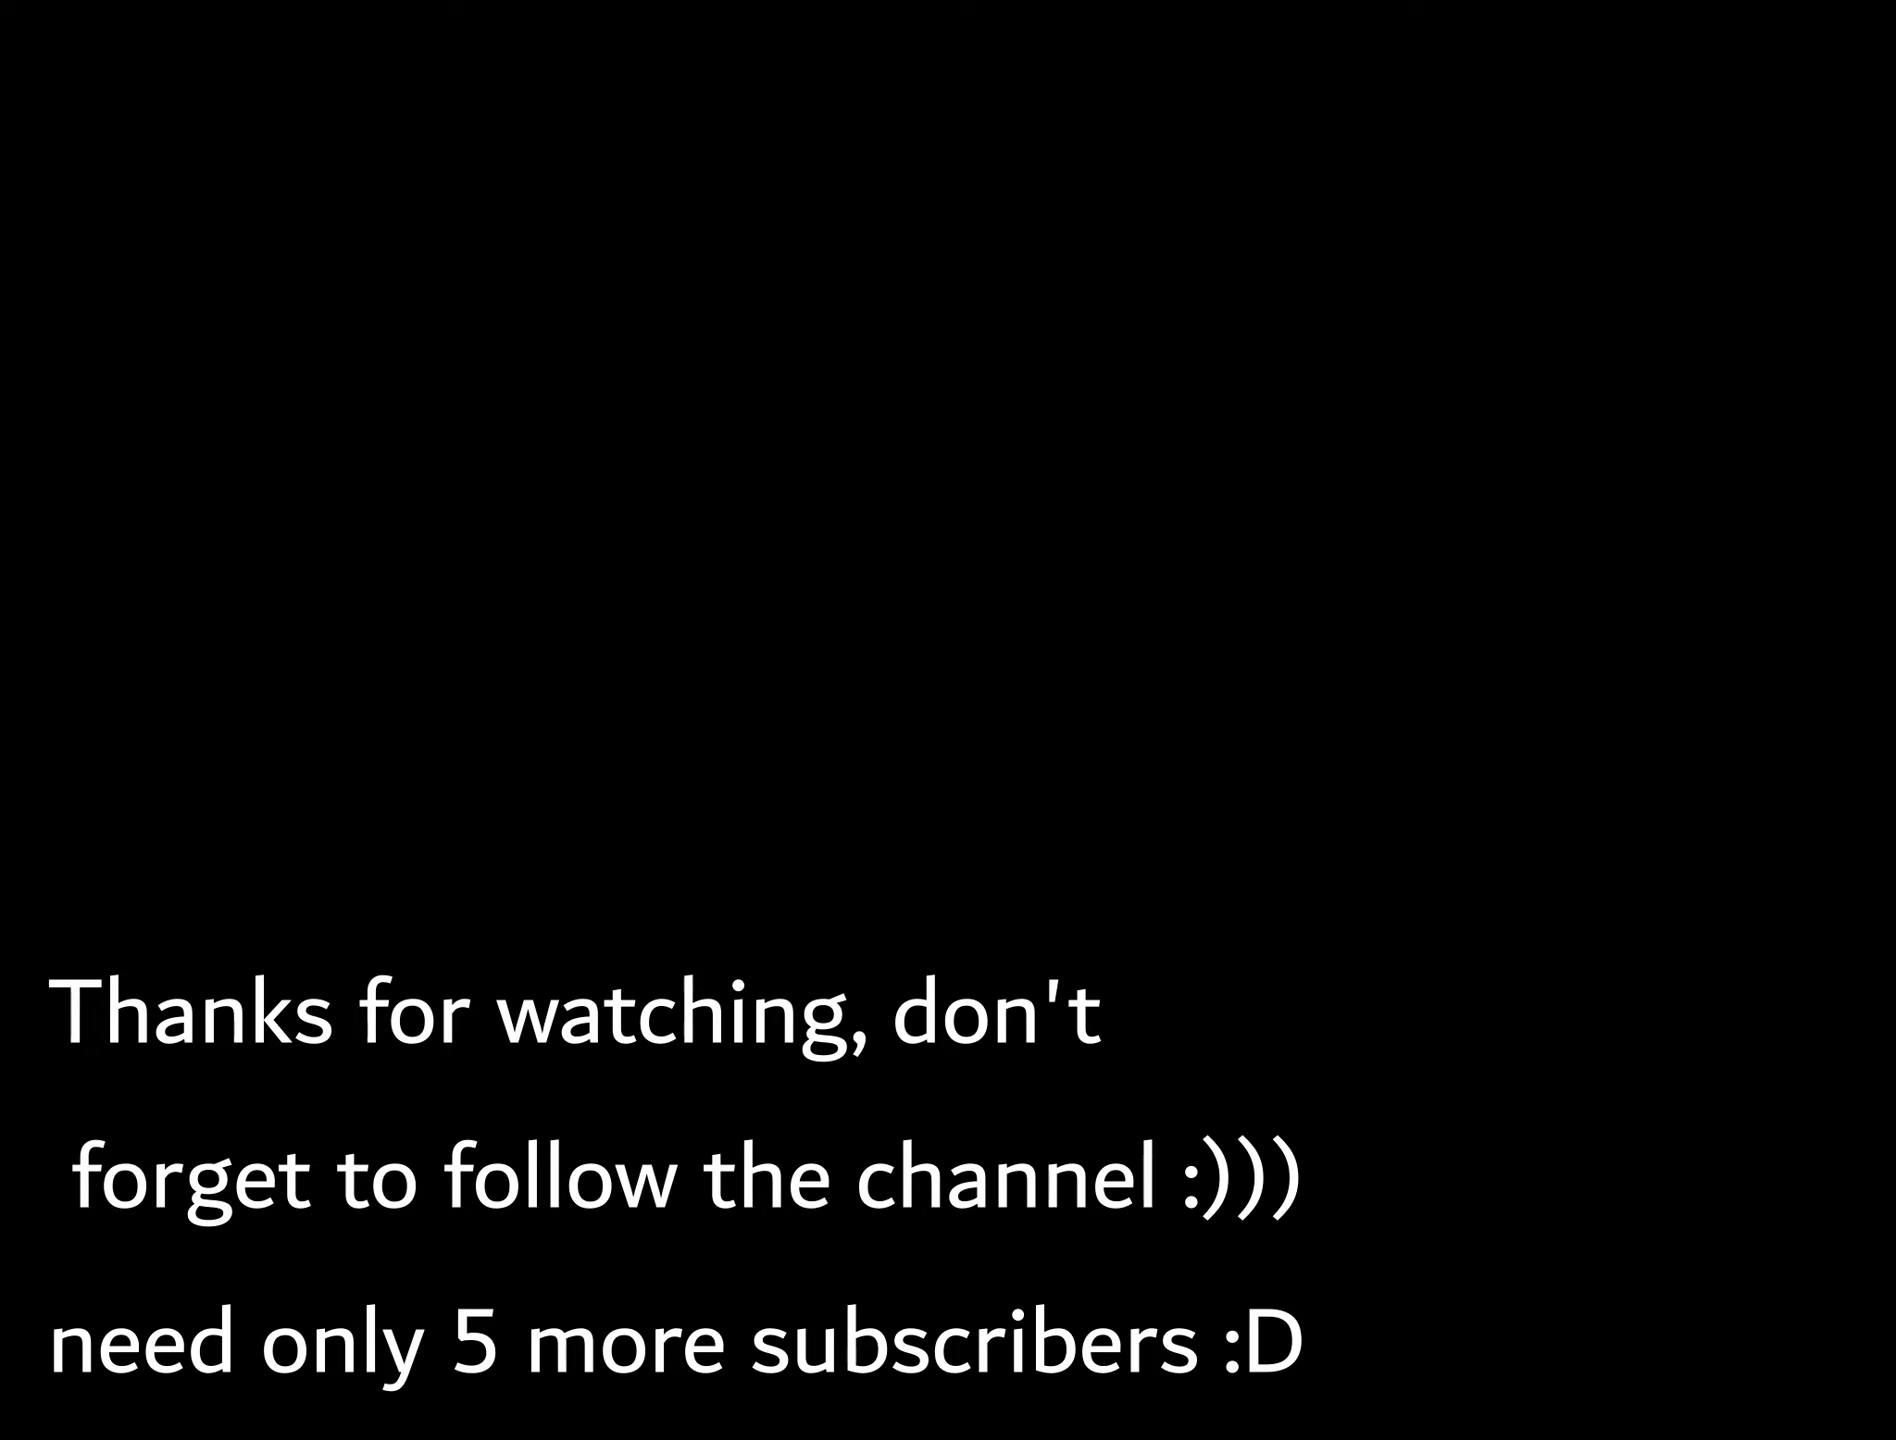 Thanks for watching, don't
forget to follow the channel :)))
need only 5 more subscribers :D